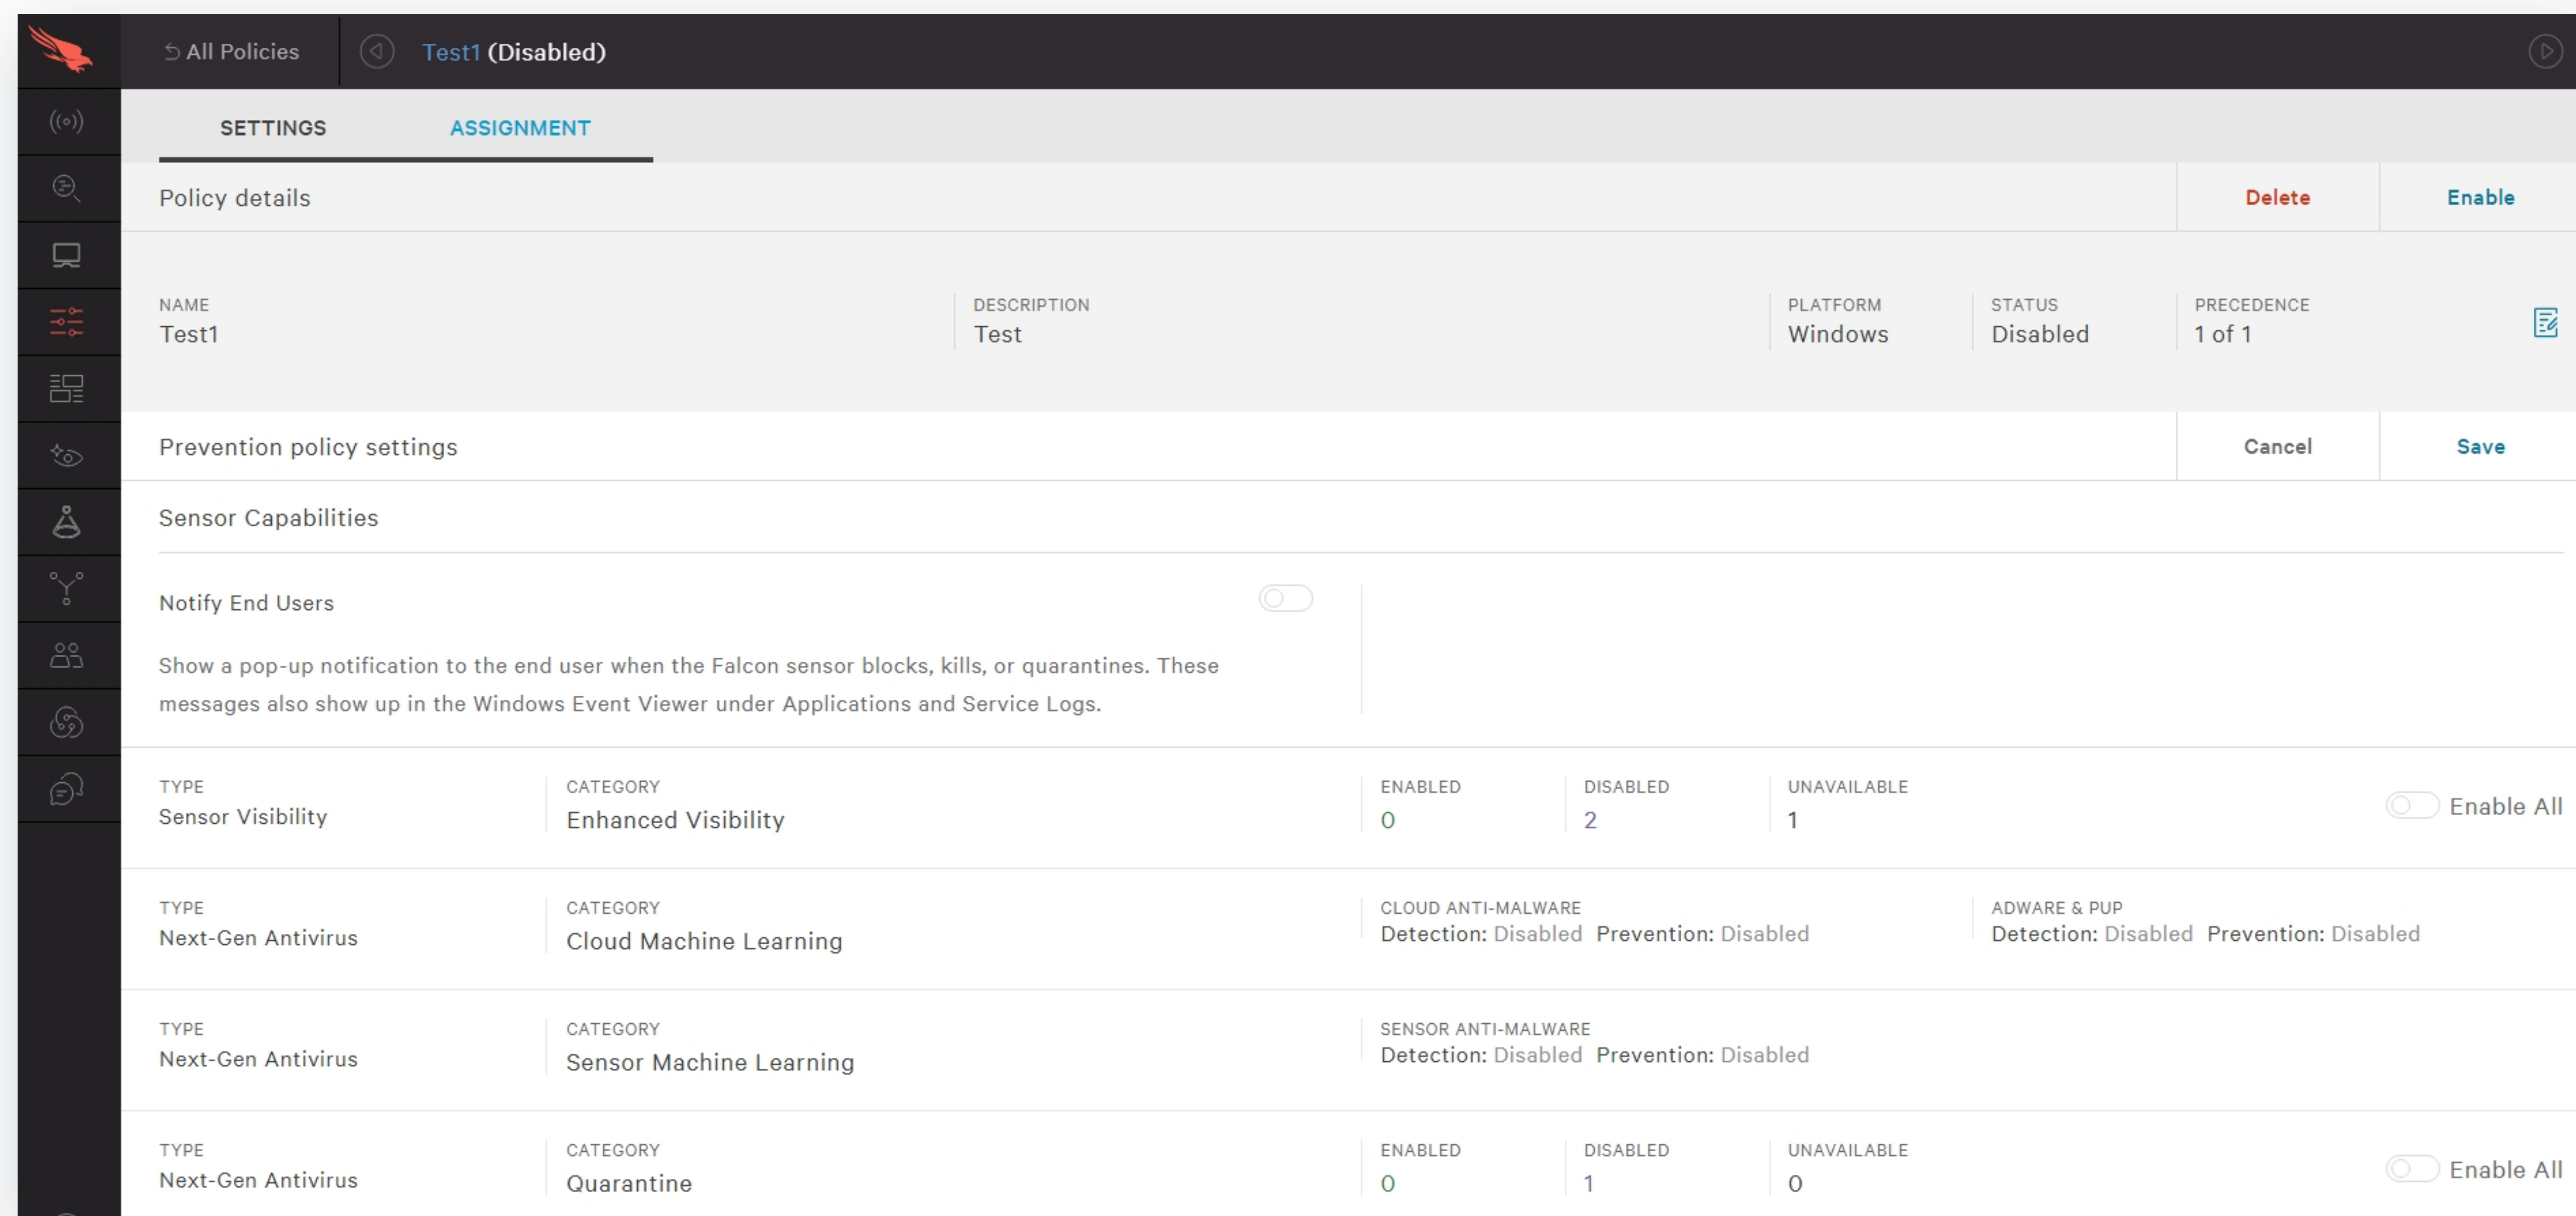 All Policies
Test1 (Disabled)
SETTINGS
ASSIGNMENT
Policy details
Delete
Enable
NAME
Test1
DESCRIPTION
Test
PLATFORM
Windows
STATUS
Disabled
PRECEDENCE
1 of 1
Prevention policy settings
Cancel
Save
Sensor Capabilities
Notify End Users
Show a pop-up notification to the end user when the Falcon sensor blocks, kills, or quarantines. These
messages also show up in the Windows Event Viewer under Applications and Service Logs.
TYPE
Sensor Visibility
CATEGORY
Enhanced Visibility
ENABLED
0
DISABLED
2
UNAVAILABLE
1
Enable All
TYPE
Next-Gen Antivirus
CATEGORY
Cloud Machine Learning
CLOUD ANTI-MALWARE
Detection: Disabled Prevention: Disabled
ADWARE & PUP
Detection: Disabled Prevention: Disabled
TYPE
Next-Gen Antivirus
CATEGORY
Sensor Machine Learning
SENSOR ANTI-MALWARE
Detection: Disabled Prevention: Disabled
TYPE
Next-Gen Antivirus
CATEGORY
Quarantine
ENABLED
0
DISABLED
1
UNAVAILABLE
0
Enable All